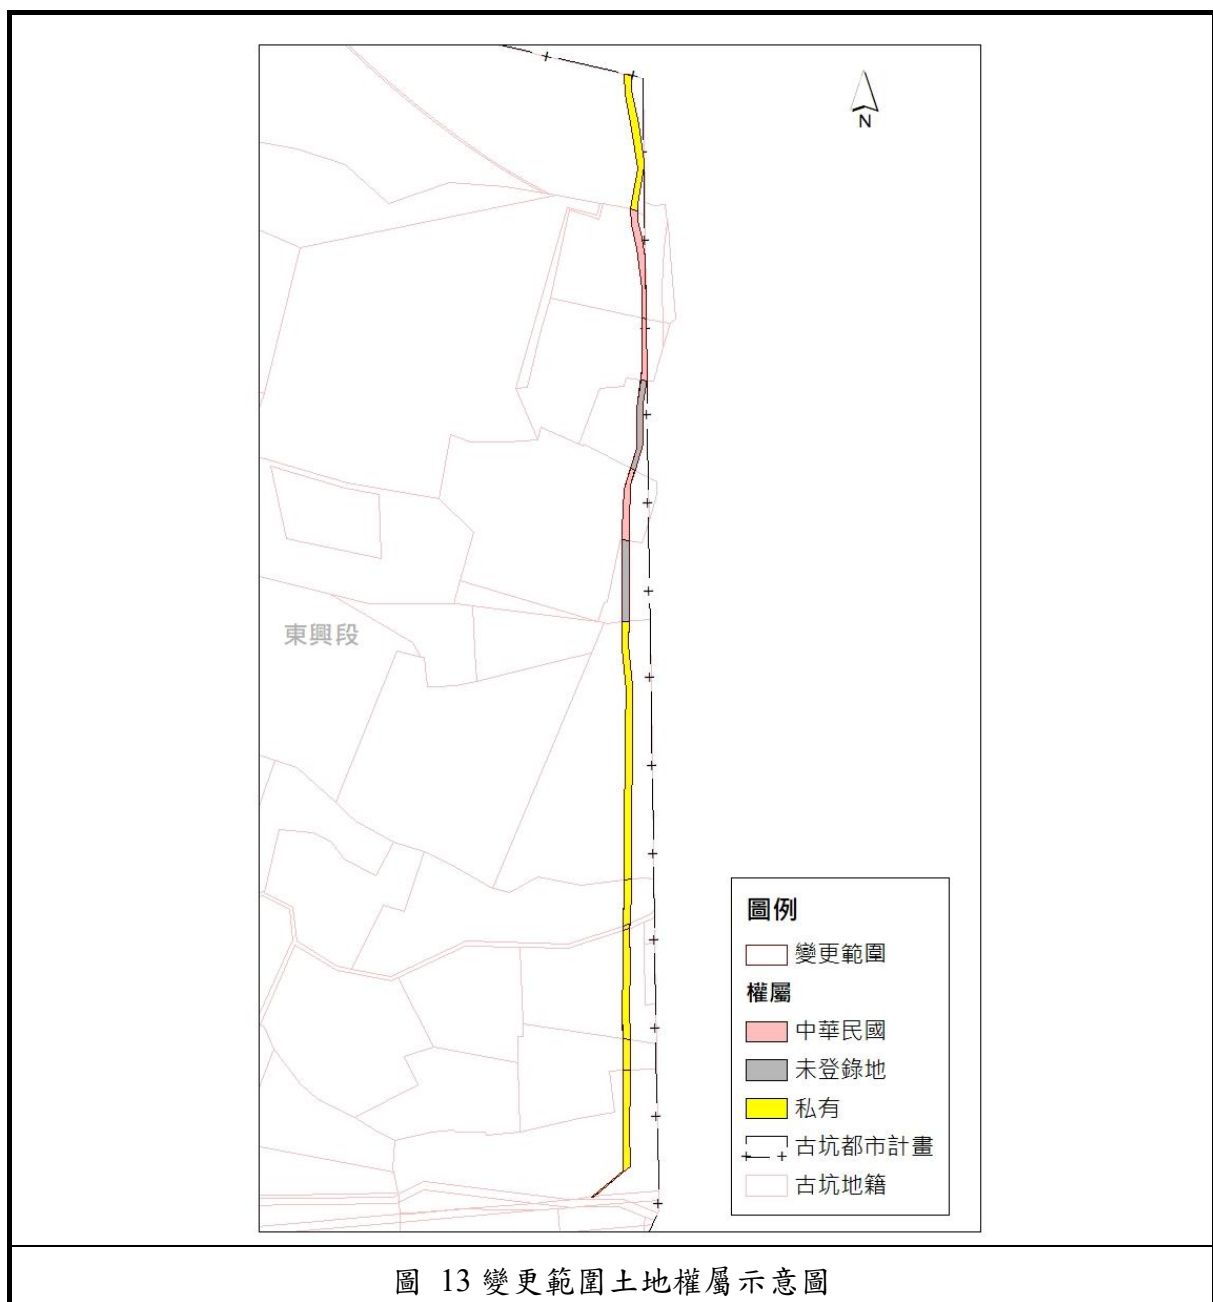 N
東興段
圖例
變更範圍
權屬
中華民國
未登錄地
私有
古坑都市計畫
古坑地籍
圖 13 變更範圍土地權屬示意圖